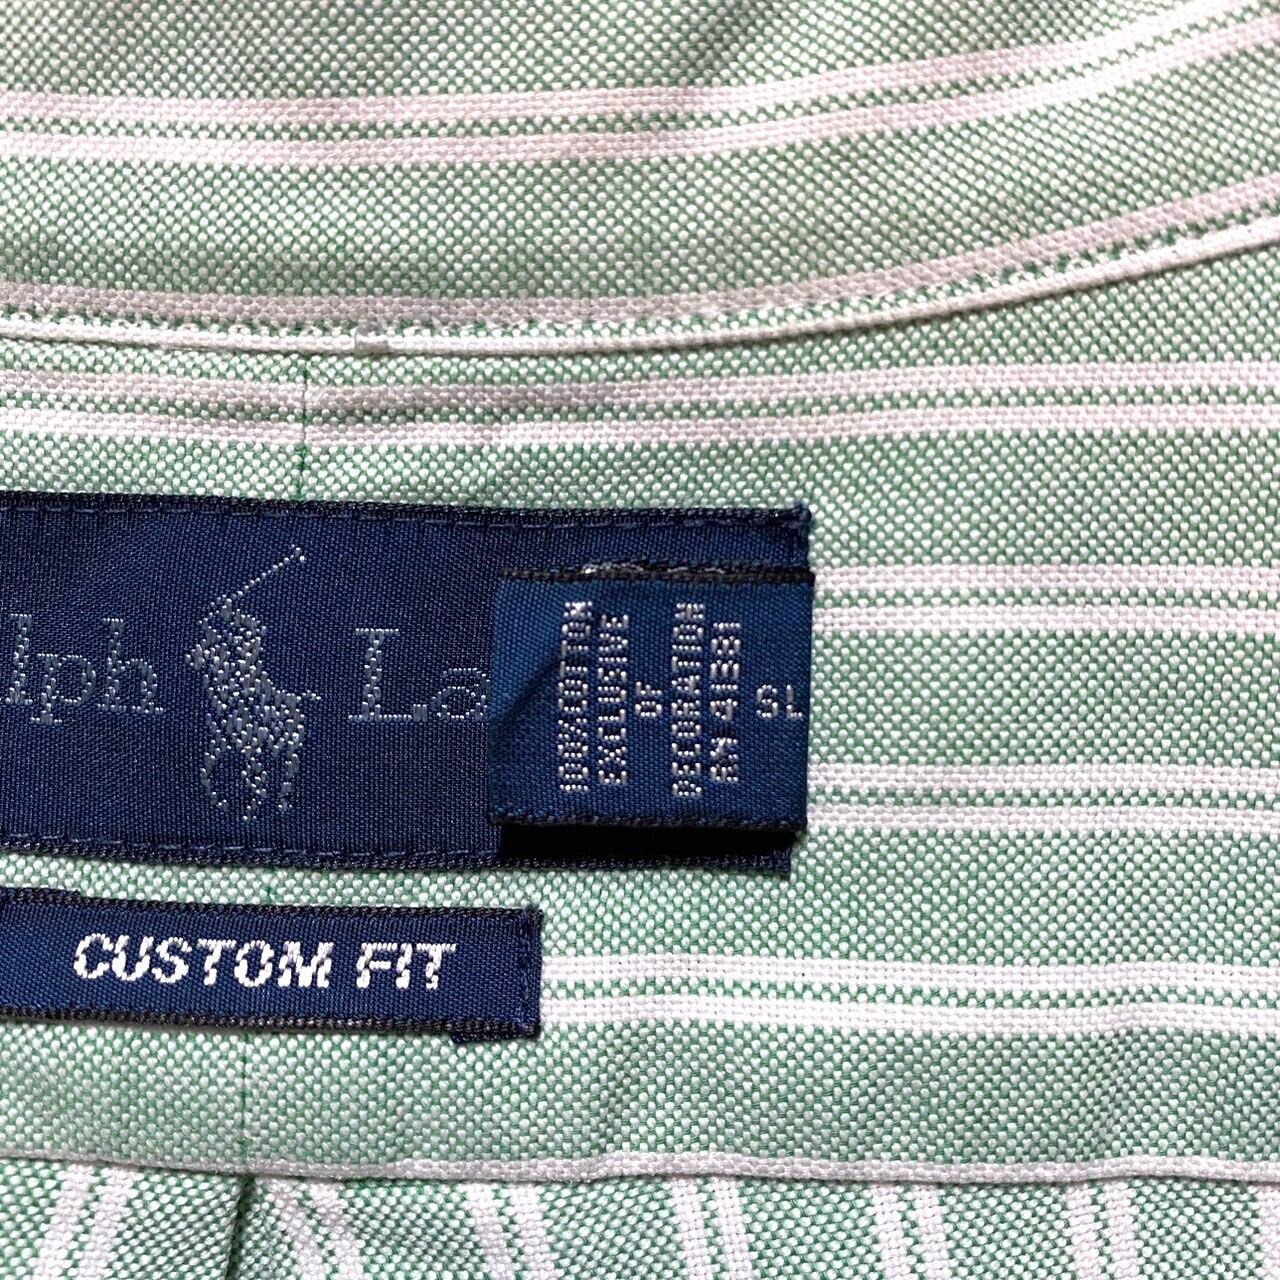 lph La
100%COTTON
EXCLUSIVE
OF
DECORATION
RN 41381
SL
CUSTOM FIT